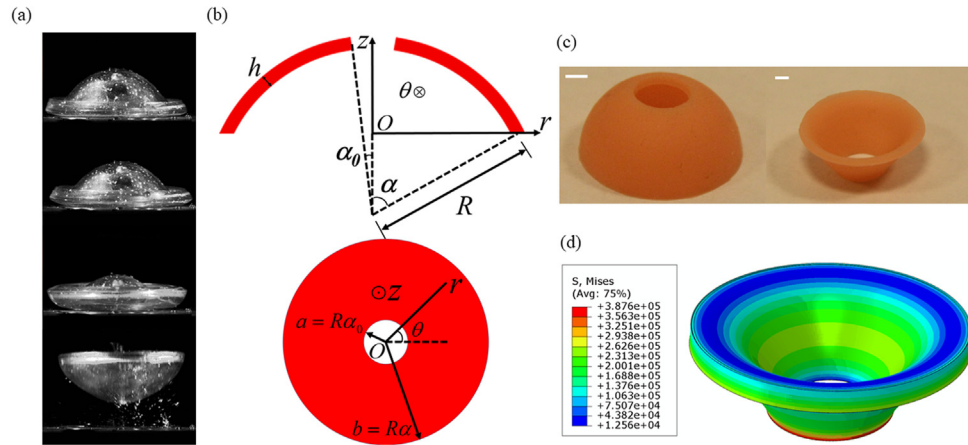 (a)
(b)
z
h
θ⊗
O
r
α₀
α
R
⊙z
r
a = Rα₀
θ
O
b = Rα
(c)
(d)
S, Mises
(Avg: 75%)
+3.876e+05
+3.563e+05
+3.251e+05
+2.938e+05
+2.626e+05
+2.313e+05
+2.001e+05
+1.688e+05
+1.376e+05
+1.063e+05
+7.507e+04
+4.382e+04
+1.256e+04